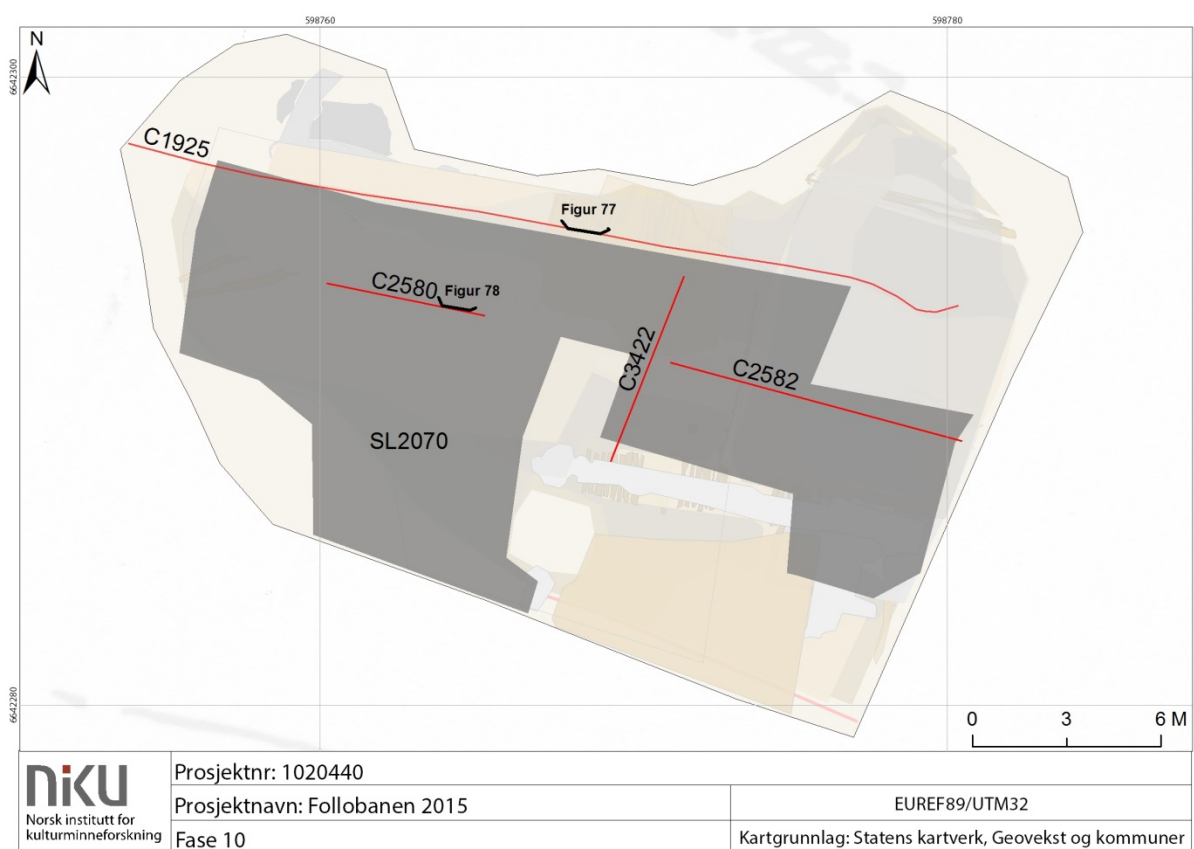 598760
598780
N
6642300
C1925
Figur 77
C2580
Figur 78
C3422
C2582
SL2070
6642280
0 3 6 M
NIKU
Norsk institutt for
kulturminneforskning
Prosjektnr: 1020440
Prosjektnavn: Follobanen 2015
EUREF89/UTM32
Fase 10
Kartgrunnlag: Statens kartverk, Geovekst og kommuner